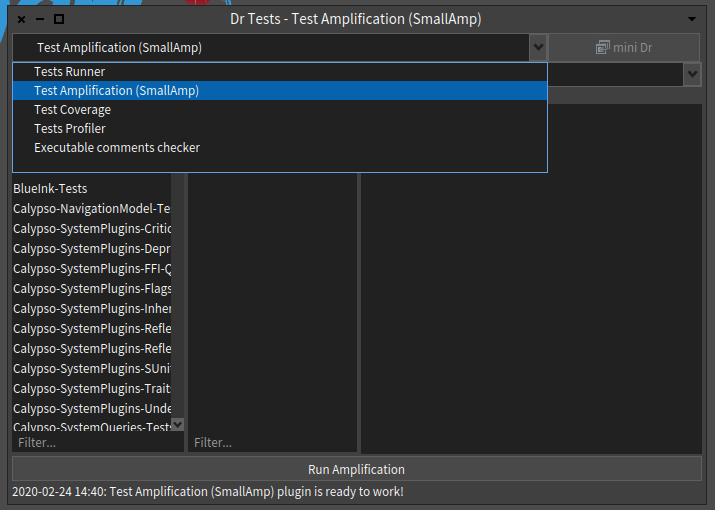 Dr Tests - Test Amplification (SmallAmp)
Test Amplification (SmallAmp)
mini Dr
Tests Runner
Test Amplification (SmallAmp)
Test Coverage
Tests Profiler
Executable comments checker
BlueInk-Tests
Calypso-NavigationModel-Te
Calypso-SystemPlugins-Critic
Calypso-SystemPlugins-Depr
Calypso-SystemPlugins-FFI-Q
Calypso-SystemPlugins-Flags
Calypso-SystemPlugins-Inher
Calypso-SystemPlugins-Refle
Calypso-SystemPlugins-Refle
Calypso-SystemPlugins-SUni
Calypso-SystemPlugins-Trait
Calypso-SystemPlugins-Unde
Calypso-SystemQueries-Test
Filter...
Filter...
Run Amplification
2020-02-24 14:40: Test Amplification (SmallAmp) plugin is ready to work!